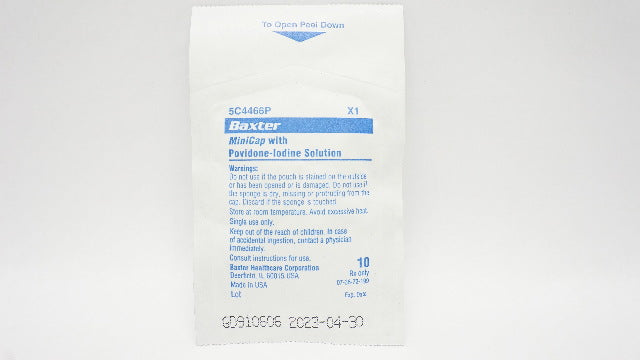 To Open Peel Down
5C4466P X1
Baxter
MiniCap with
Povidone-Iodine Solution
Warnings:
Do not use if the pouch is stained on the outside
or has been opened or is damaged. Do not use if
the sponge is dry, missing or protruding from the
cap. Discard if the sponge is touched.
Store at room temperature. Avoid excessive heat.
Single use only.
Keep out of the reach of children. In case
of accidental ingestion, contact a physician
immediately.
Consult instructions for use.
10
Baxter Healthcare Corporation Rx only
Deerfield, IL 60015 USA
Made in USA
Lot Exp. Date
GD910606 2023-04-30